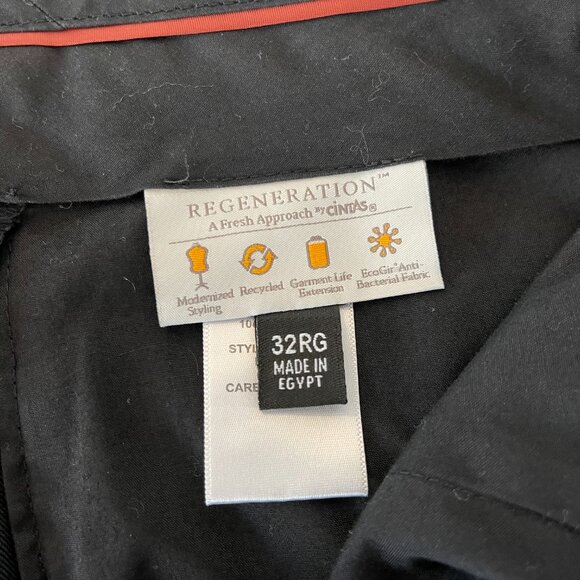 REGENERATION™
A Fresh Approach BY CINTAS®
Modernized Styling
Recycled
Garment Life Extension
EcoGir® Anti-Bacterial Fabric
32RG
MADE IN
EGYPT
CARE